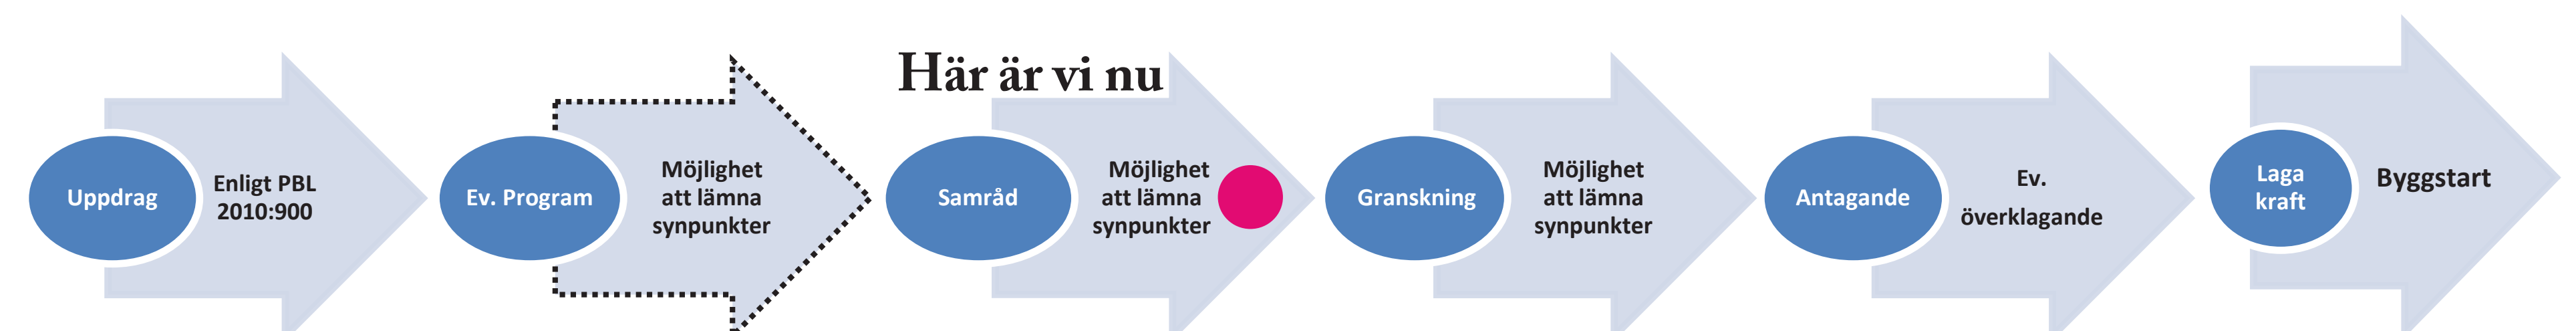 Här är vi nu
Uppdrag
Enligt PBL
2010:900
Ev. Program
Möjlighet
att lämna
synpunkter
Samråd
Möjlighet
att lämna
synpunkter
Granskning
Möjlighet
att lämna
synpunkter
Antagande
Ev.
överklagande
Laga
kraft
Byggstart